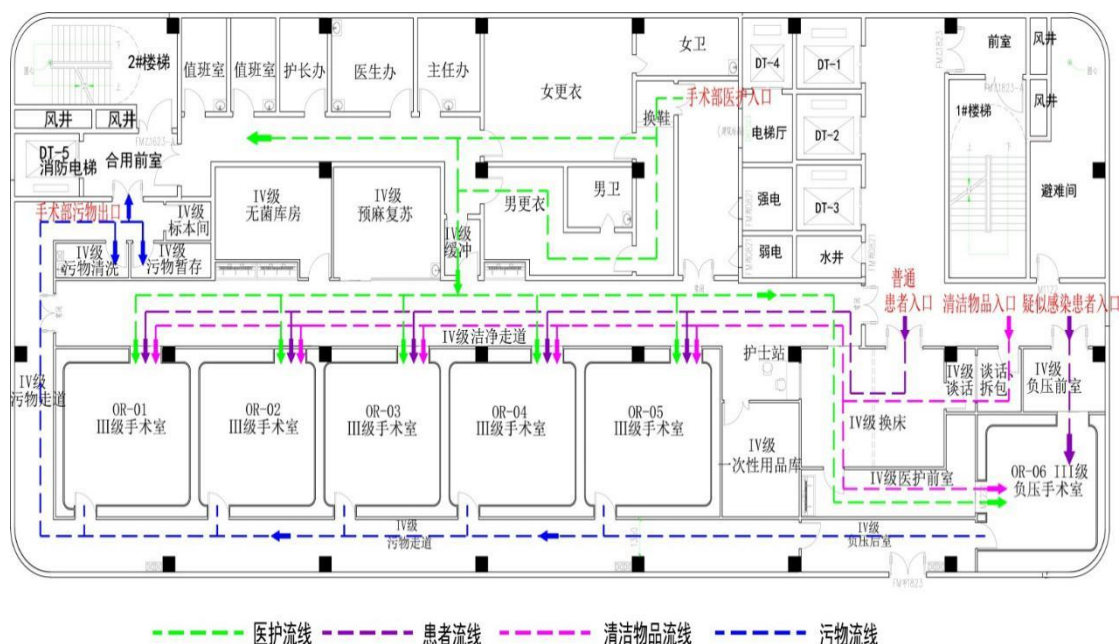 2#楼梯
值班室
值班室
护长办
医生办
主任办
女更衣
女卫
DT-4
DT-1
前室
风井
风井
风井
换鞋
手术部医护入口
电梯厅
DT-2
1#楼梯
风井
DT-5
消防电梯
合用前室
男卫
避难间
手术部污物出口
IV级
标本间
IV级
无菌库房
IV级
预麻复苏
IV级
缓冲
男更衣
强电
DT-3
IV级
污物清洗
IV级
污物暂存
弱电
水井
普通
患者入口
清洁物品入口
疑似感染患者入口
IV级洁净走道
护士站
IV级
污物走道
IV级
谈话
谈话、
拆包
IV级
负压前室
OR-01
III级手术室
OR-02
III级手术室
OR-03
III级手术室
OR-04
III级手术室
OR-05
III级手术室
IV级换床
IV级
一次性用品库
IV级医护前室
OR-06 III级
负压手术室
IV级
污物走道
IV级
负压后室
FM甲1823
医护流线
患者流线
清洁物品流线
污物流线